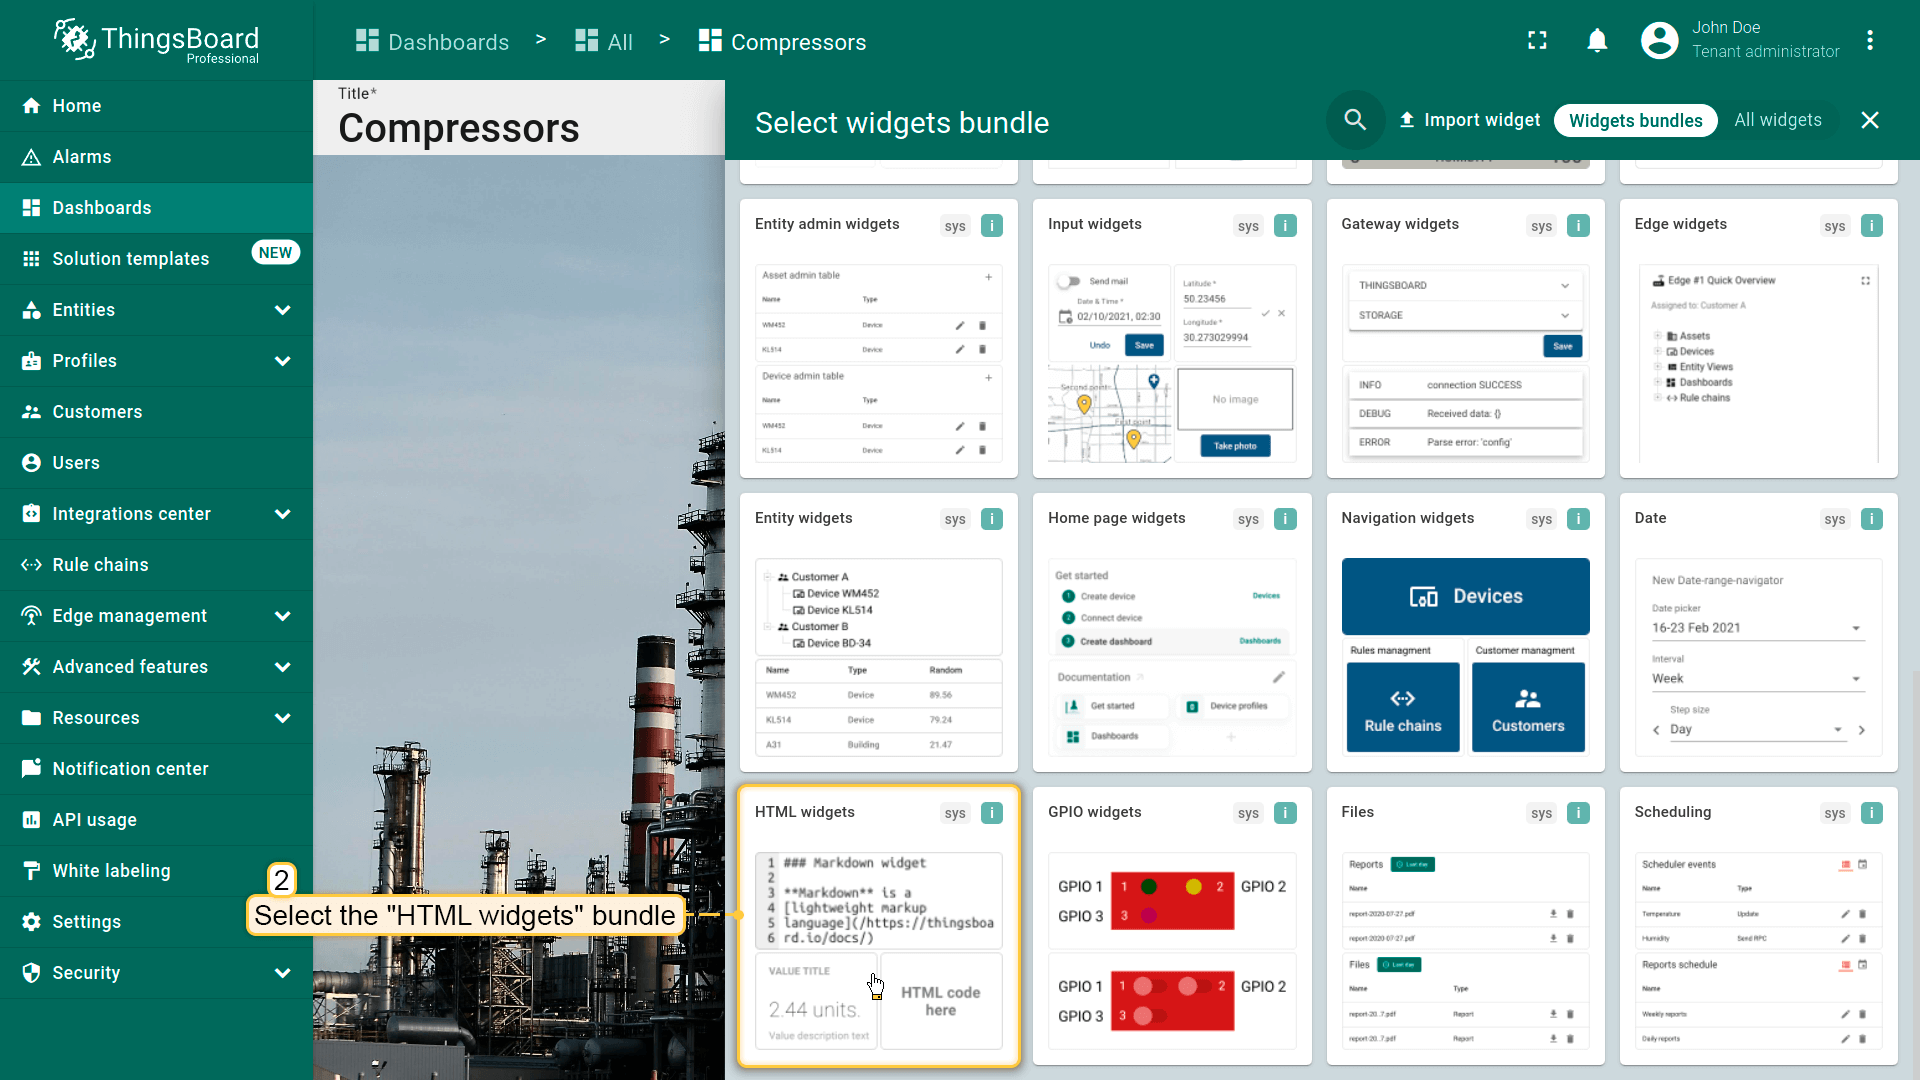 ThingsBoard
Professional
Dashboards
>
All
>
Compressors
John Doe
Tenant administrator
Home
Alarms
Dashboards
Solution templates
NEW
Entities
Profiles
Customers
Users
Integrations center
Rule chains
Edge management
Advanced features
Resources
Notification center
API usage
White labeling
Settings
Security
Title*
Compressors
Select widgets bundle
Import widget
Widgets bundles
All widgets
Entity admin widgets
sys
i
Asset admin table
+
Name Type
WM452 Device
KL514 Device
Device admin table
+
Name Type
WM452 Device
KL514 Device
Input widgets
sys
i
Send mail
Date & Time *
02/10/2021, 02:30
Undo
Save
Latitude *
50.23456
Longitude *
30.273029994
Second point
First point
No image
Take photo
Gateway widgets
sys
i
THINGSBOARD
STORAGE
Save
INFO connection SUCCESS
DEBUG Received data: {}
ERROR Parse error: 'config'
Edge widgets
sys
i
Edge #1 Quick Overview
Assigned to: Customer A
Assets
Devices
Entity Views
Dashboards
Rule chains
Entity widgets
sys
i
Customer A
Device WM452
Device KL514
Customer B
Device BD-34
Name Type Random
WM452 Device 89.56
KL514 Device 79.24
A31 Building 21.47
Home page widgets
sys
i
Get started
1 Create device Devices
2 Connect device
3 Create dashboard Dashboards
Documentation
Get started
Device profiles
Dashboards
+
Navigation widgets
sys
i
Devices
Rules managment
Rule chains
Customer managment
Customers
Date
sys
i
New Date-range-navigator
Date picker
16-23 Feb 2021
Interval
Week
Step size
Day
HTML widgets
sys
i
1 ### Markdown widget
2
3 **Markdown** is a
4 [lightweight markup
5 language](/https://thingsboa
6 rd.io/docs/)
VALUE TITLE
2.44 units.
Value description text
HTML code
here
GPIO widgets
sys
i
GPIO 1 1 2 GPIO 2
GPIO 3 3
GPIO 1 1 2 GPIO 2
GPIO 3 3
Files
sys
i
Reports
Last day
Name
report-2020-07-27.pdf
report-2020-07-27.pdf
Files
Last day
Name Type
report-20..7.pdf Report
report-20..7.pdf Report
Scheduling
sys
i
Scheduler events
Name Type
Temperature Update
Humidity Send RPC
Reports schedule
Name
Weekly reports
Daily reports
2
Select the "HTML widgets" bundle